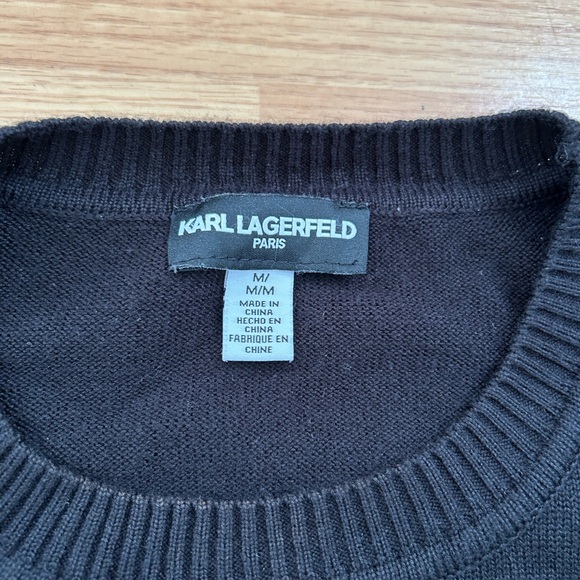 KARL LAGERFELD
PARIS
M/
M/M
MADE IN
CHINA
HECHO EN
CHINA
FABRIQUE EN
CHINE